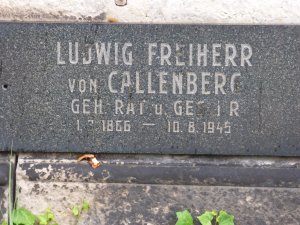 LUDWIG FREIHERR
VON CALLENBERG
GEH. RAT U.
1866 — 10.8.1945